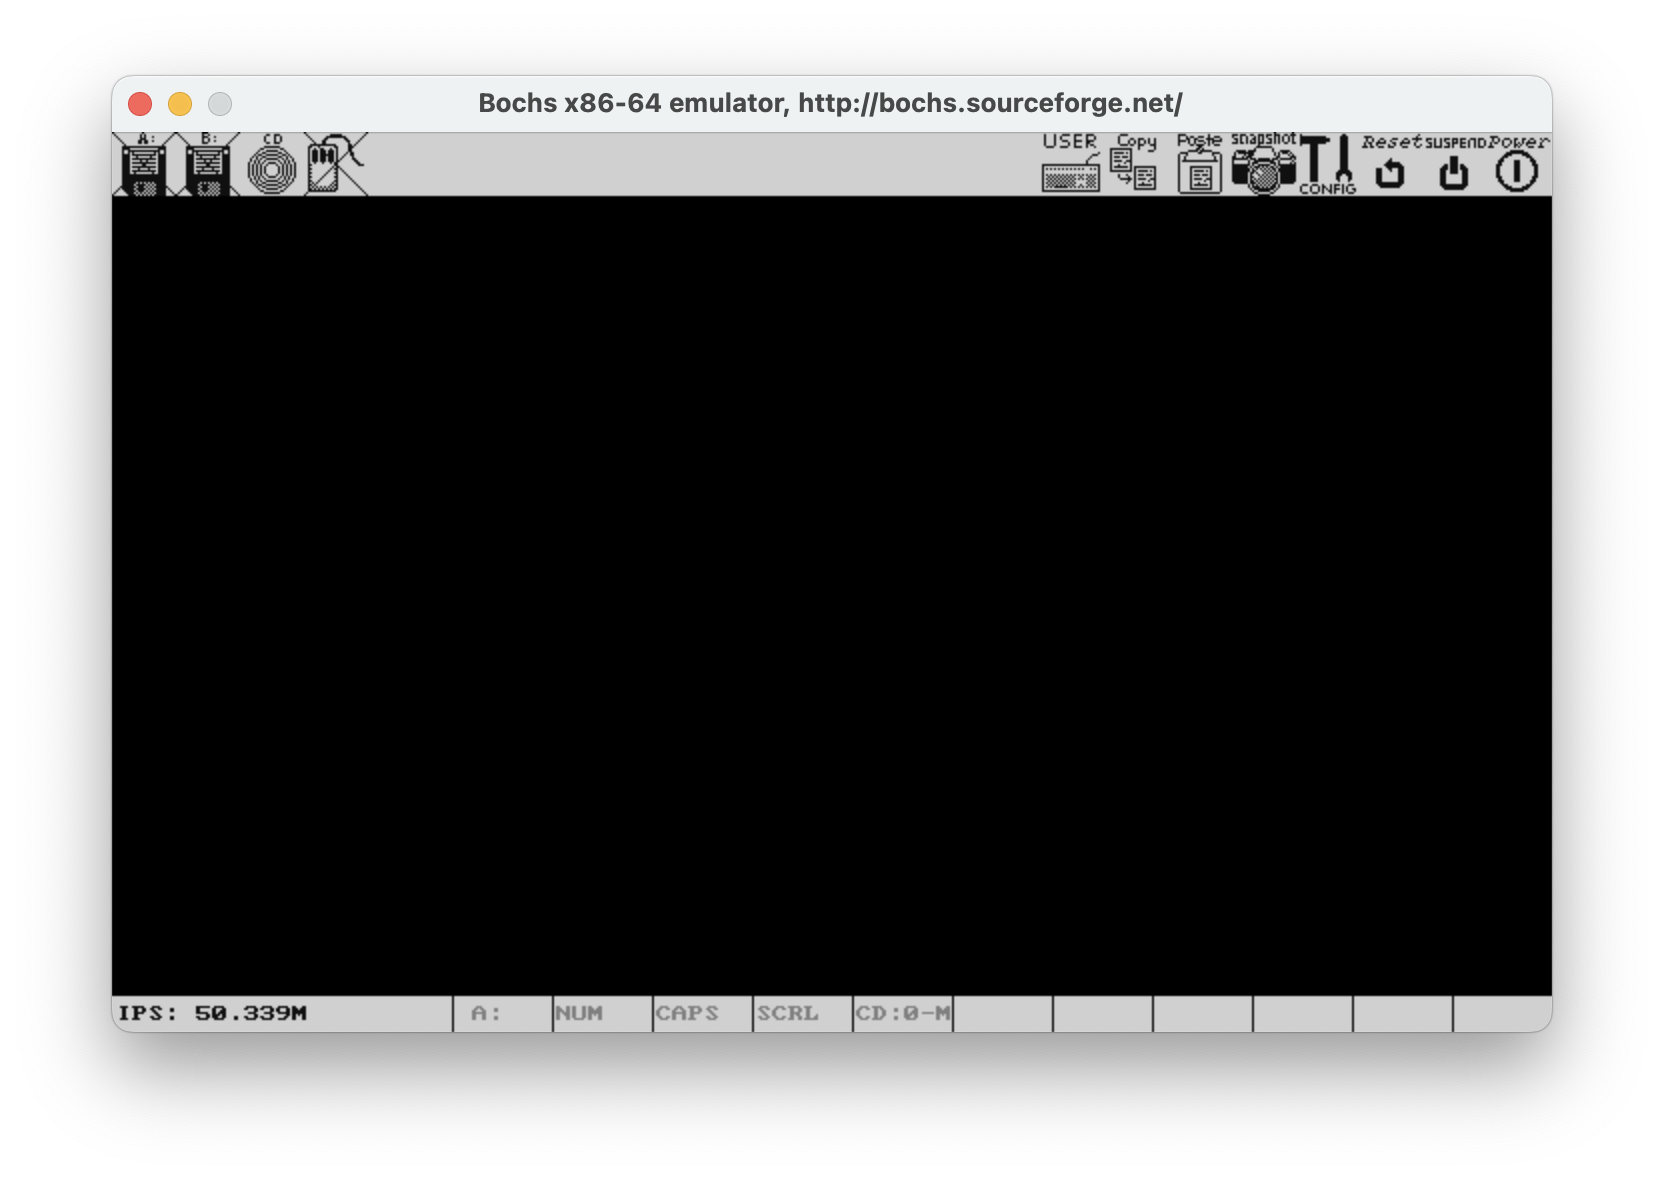 Bochs x86-64 emulator, http://bochs.sourceforge.net/
A: B: CD USER Copy Paste snapshot CONFIG Reset SUSPEND Power
IPS: 50.339M A: NUM CAPS SCRL CD:0-M